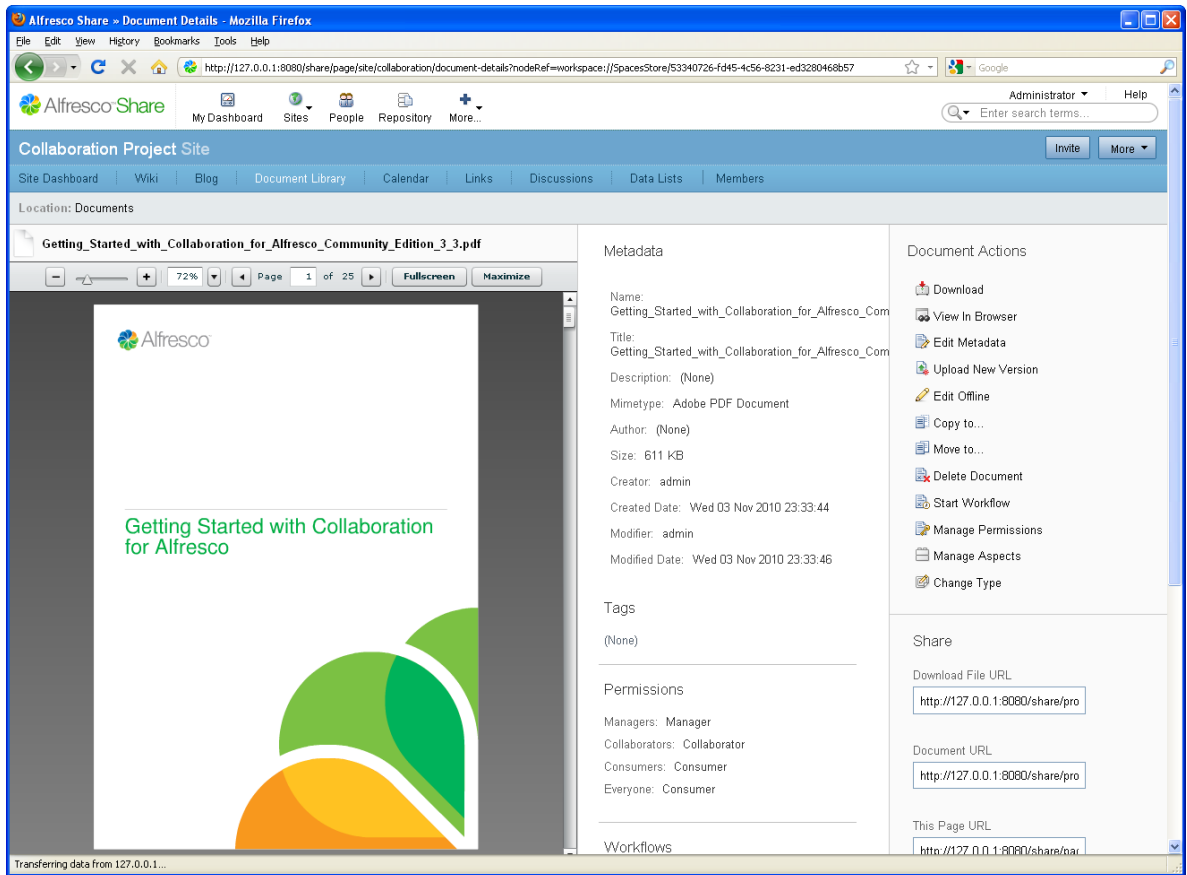 Alfresco Share » Document Details - Mozilla Firefox
File Edit View History Bookmarks Tools Help
http://127.0.0.1:8080/share/page/site/collaboration/document-details?nodeRef=workspace://SpacesStore/53340726-fd45-4c56-8231-ed3280468b57
Google
Alfresco Share
My Dashboard Sites People Repository More...
Administrator Help
Enter search terms...
Collaboration Project Site
Invite More
Site Dashboard Wiki Blog Document Library Calendar Links Discussions Data Lists Members
Location: Documents
Getting_Started_with_Collaboration_for_Alfresco_Community_Edition_3_3.pdf
72% Page 1 of 25 Fullscreen Maximize
Alfresco
Getting Started with Collaboration
for Alfresco
Metadata
Name:
Getting_Started_with_Collaboration_for_Alfresco_Com
Title:
Getting_Started_with_Collaboration_for_Alfresco_Com
Description: (None)
Mimetype: Adobe PDF Document
Author: (None)
Size: 611 KB
Creator: admin
Created Date: Wed 03 Nov 2010 23:33:44
Modifier: admin
Modified Date: Wed 03 Nov 2010 23:33:46
Tags
(None)
Permissions
Managers: Manager
Collaborators: Collaborator
Consumers: Consumer
Everyone: Consumer
Workflows
Document Actions
Download
View In Browser
Edit Metadata
Upload New Version
Edit Offline
Copy to...
Move to...
Delete Document
Start Workflow
Manage Permissions
Manage Aspects
Change Type
Share
Download File URL
http://127.0.0.1:8080/share/pro
Document URL
http://127.0.0.1:8080/share/pro
This Page URL
http://127.0.0.1:8080/share/pag
Transferring data from 127.0.0.1...